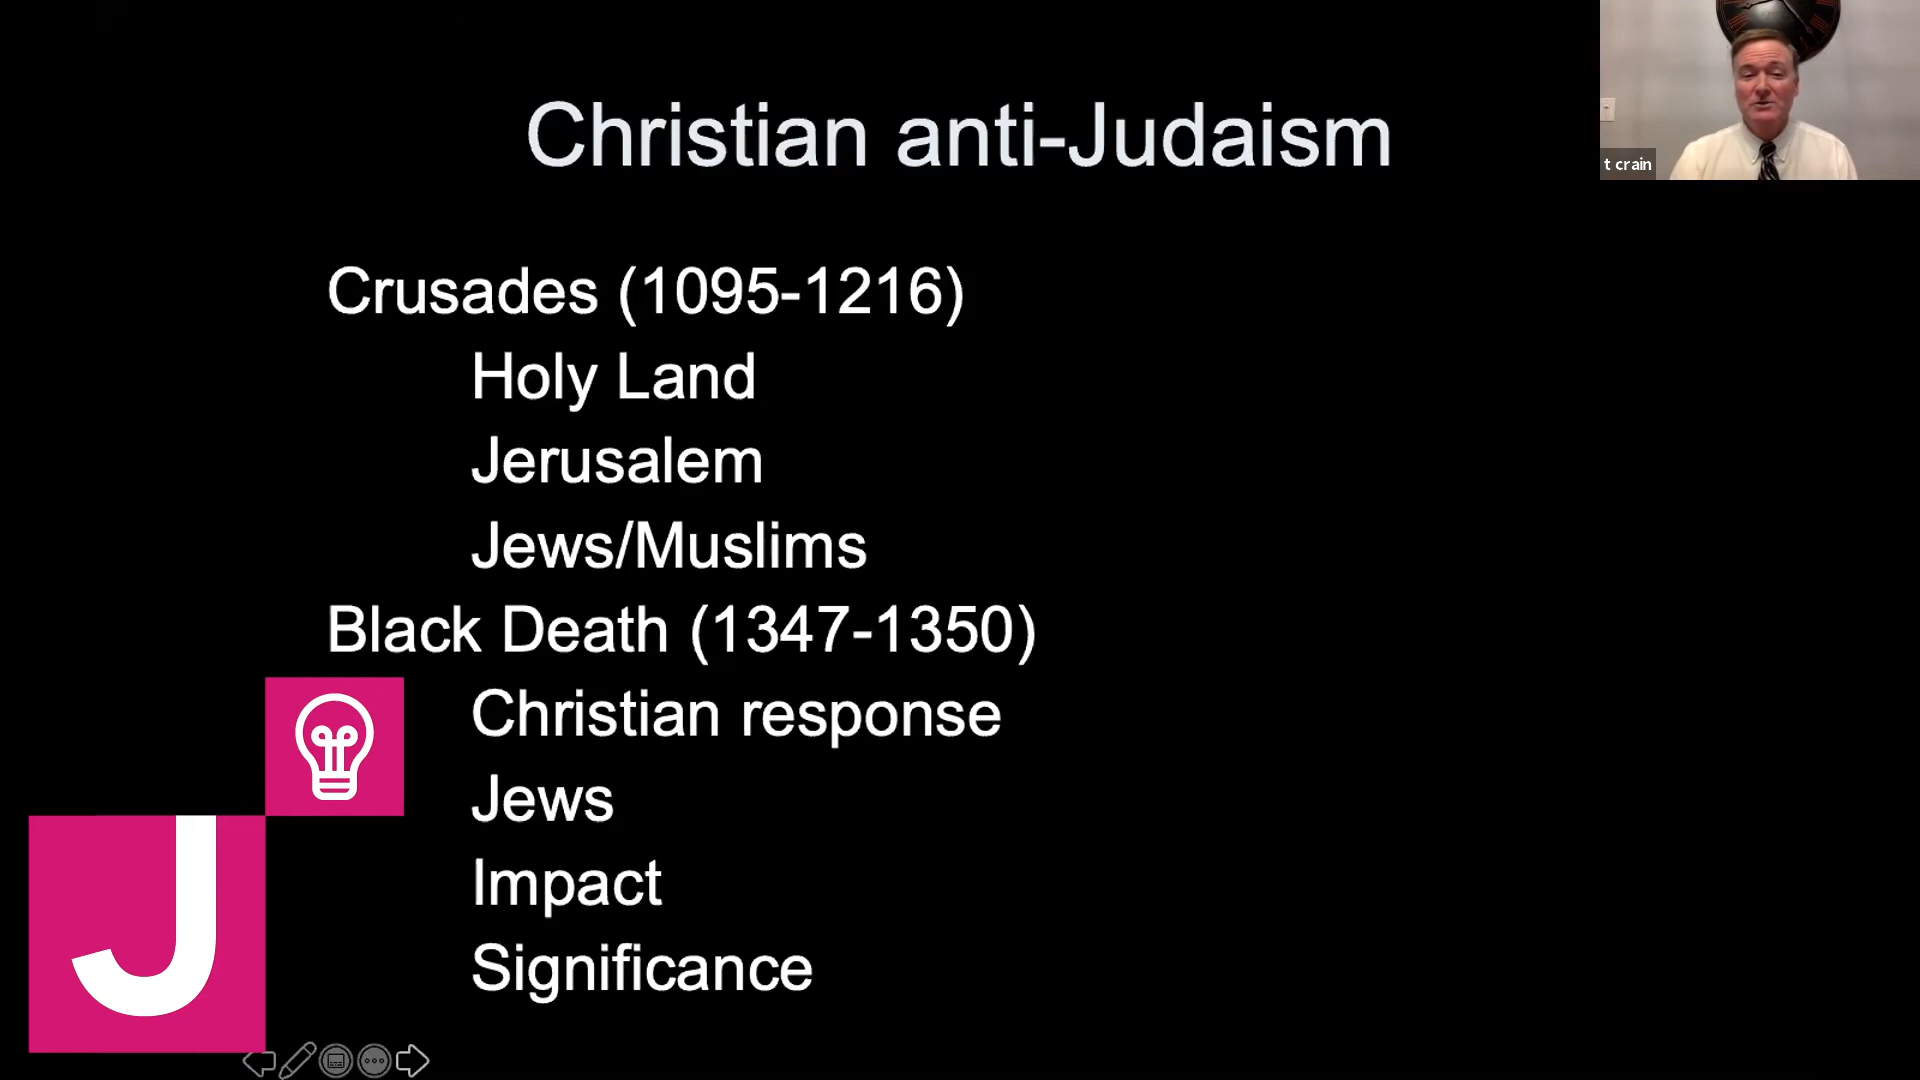 Christian anti-Judaism
t crain
Crusades (1095-1216)
Holy Land
Jerusalem
Jews/Muslims
Black Death (1347-1350)
Christian response
Jews
Impact
Significance
J